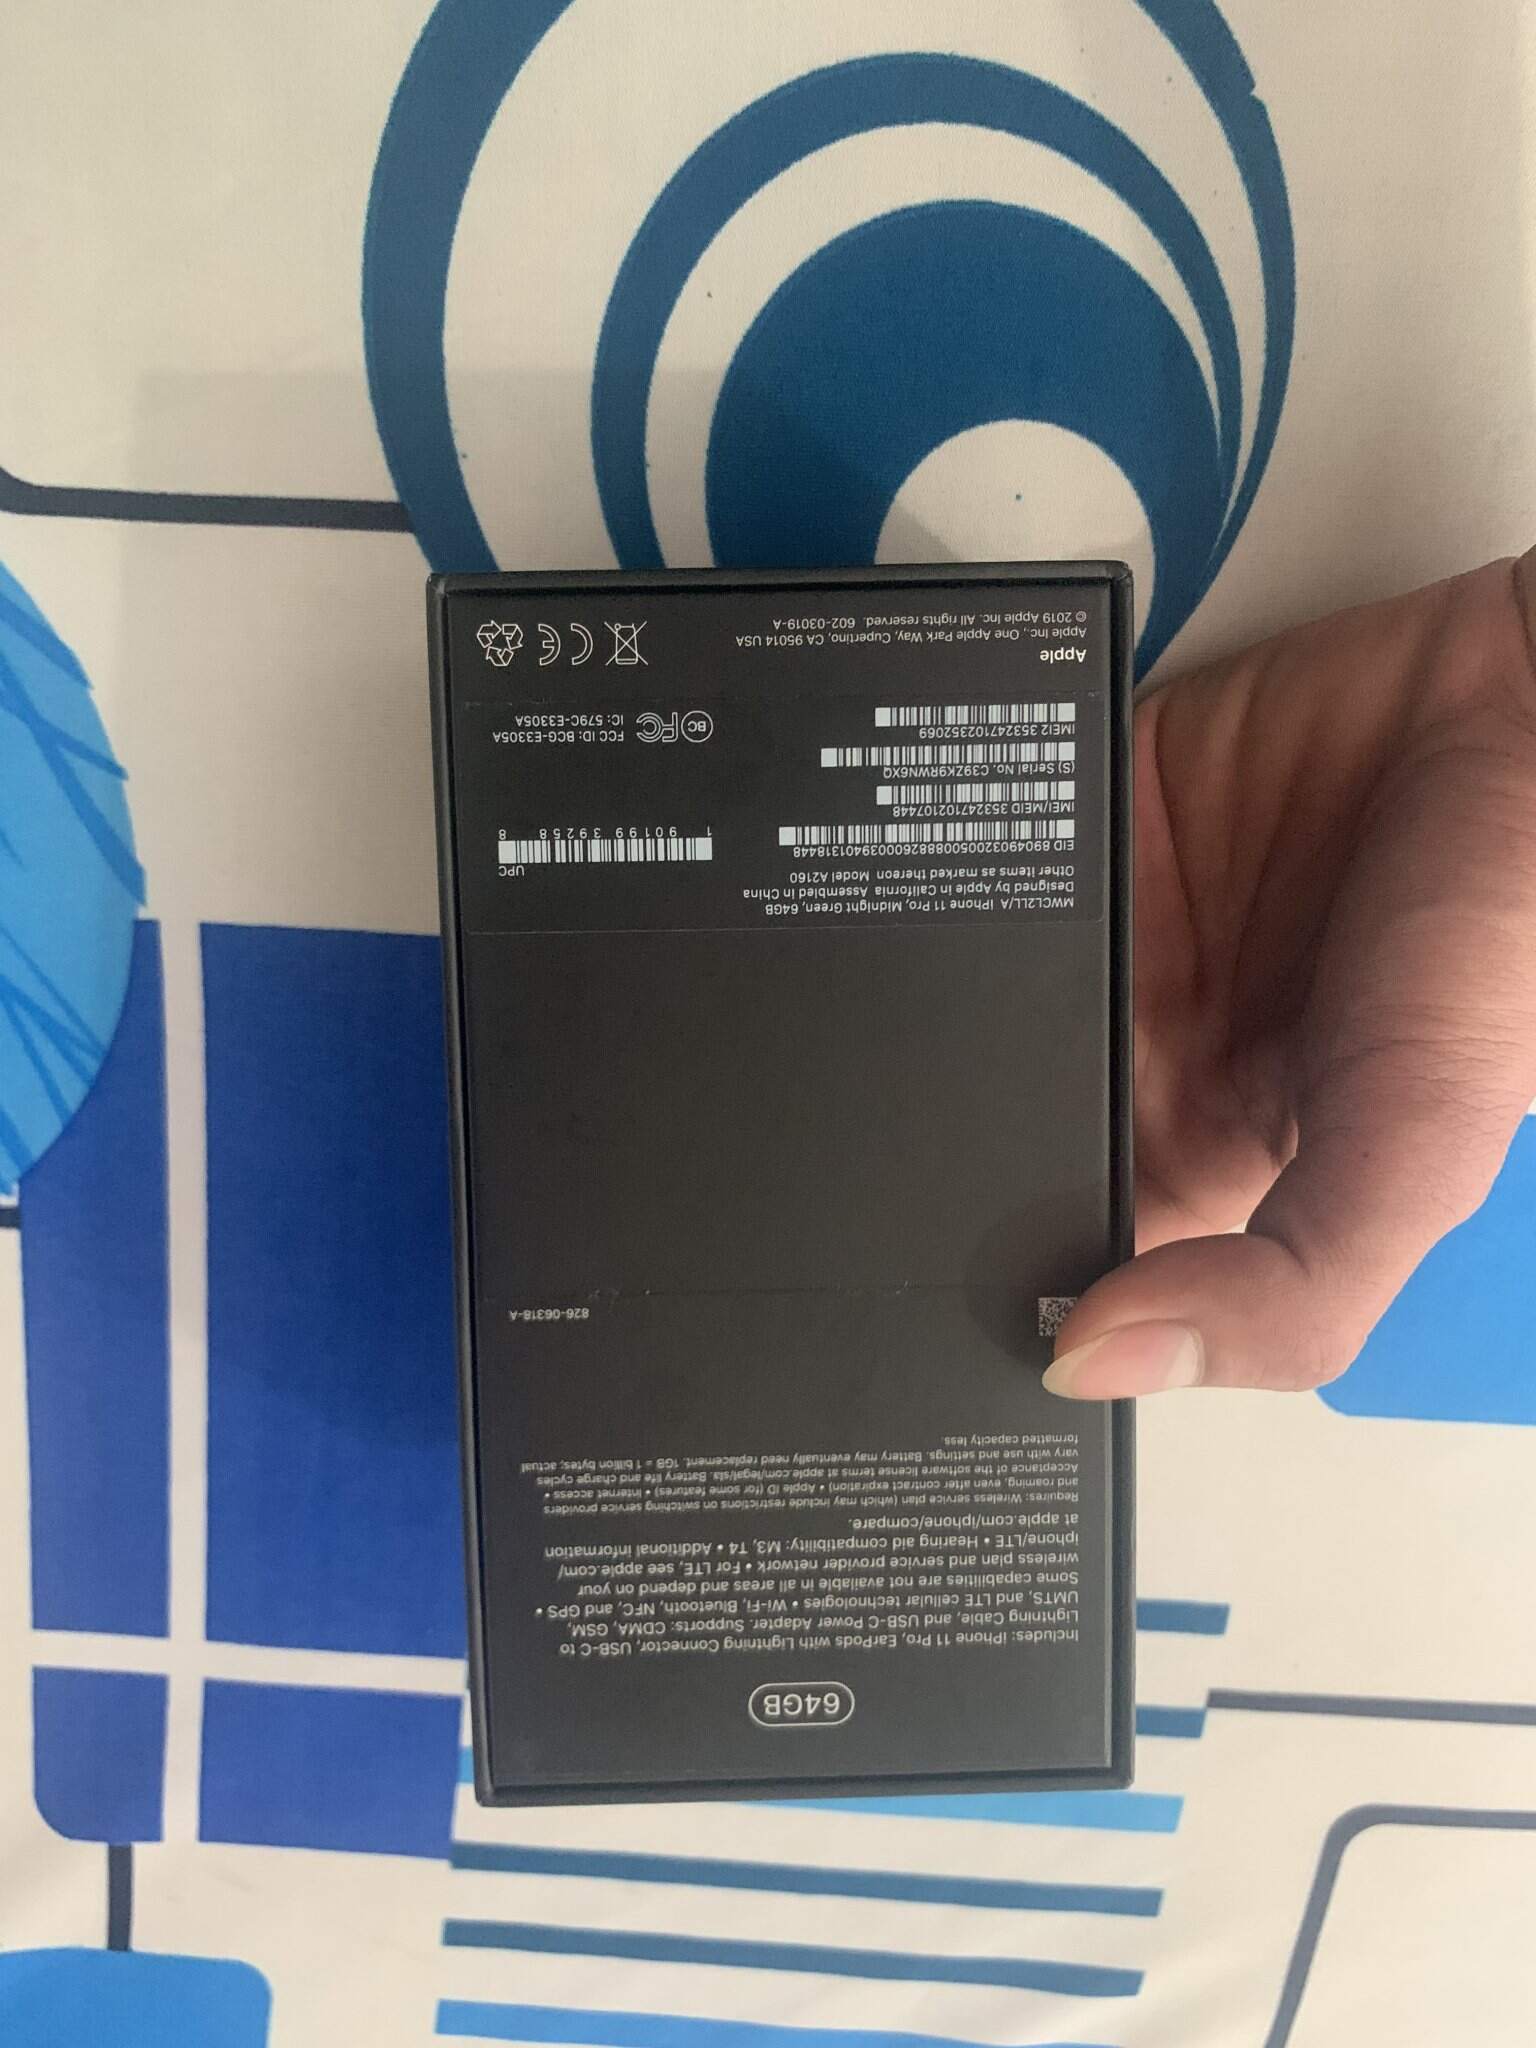 64GB
Includes: iPhone 11 Pro, EarPods with Lightning Connector, USB-C to
Lightning Cable, and USB-C Power Adapter. Supports: CDMA, GSM,
UMTS, and LTE cellular technologies • Wi-Fi, Bluetooth, NFC, and GPS •
Some capabilities are not available in all areas and depend on your
wireless plan and service provider network • For LTE, see apple.com/
iphone/LTE • Hearing aid compatibility: M3, T4 • Additional information
at apple.com/iphone/compare.
Requires: Wireless service plan (which may include restrictions on switching service providers
and roaming, even after contract expiration) • Apple ID (for some features) • Internet access •
Acceptance of the software license terms at apple.com/legal/sla. Battery life and charge cycles
vary with use and settings. Battery may eventually need replacement. 1GB = 1 billion bytes; actual
formatted capacity less.
826-06318-A
MWCL2LL/A iPhone 11 Pro, Midnight Green, 64GB
Designed by Apple in California Assembled in China
Other items as marked thereon Model A2160
EID 89049032005008882600039401318448
IMEI/MEID 353247102107448
(S) Serial No. C39ZK9RWN6XQ
IMEI2 353247102352069
UPC
1 90199 39258 8
BC FC FCC ID: BCG-E3305A
IC: 579C-E3305A
Apple
Apple Inc., One Apple Park Way, Cupertino, CA 95014 USA
© 2019 Apple Inc. All rights reserved. 602-03019-A
CE